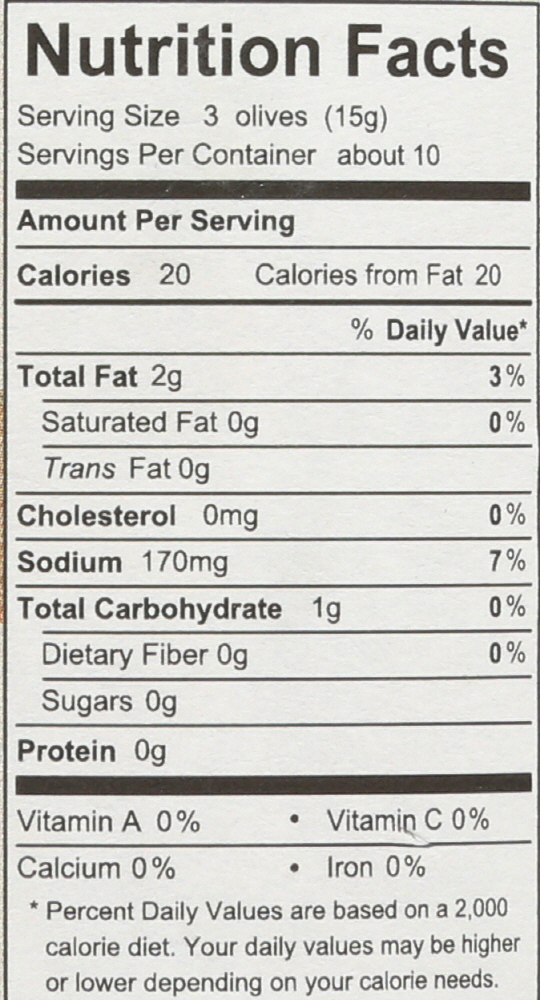 Nutrition Facts
Serving Size 3 olives (15g)
Servings Per Container about 10
Amount Per Serving
Calories 20 Calories from Fat 20
% Daily Value*
Total Fat 2g 3%
Saturated Fat 0g 0%
Trans Fat 0g
Cholesterol 0mg 0%
Sodium 170mg 7%
Total Carbohydrate 1g 0%
Dietary Fiber 0g 0%
Sugars 0g
Protein 0g
Vitamin A 0% • Vitamin C 0%
Calcium 0% • Iron 0%
* Percent Daily Values are based on a 2,000
calorie diet. Your daily values may be higher
or lower depending on your calorie needs.